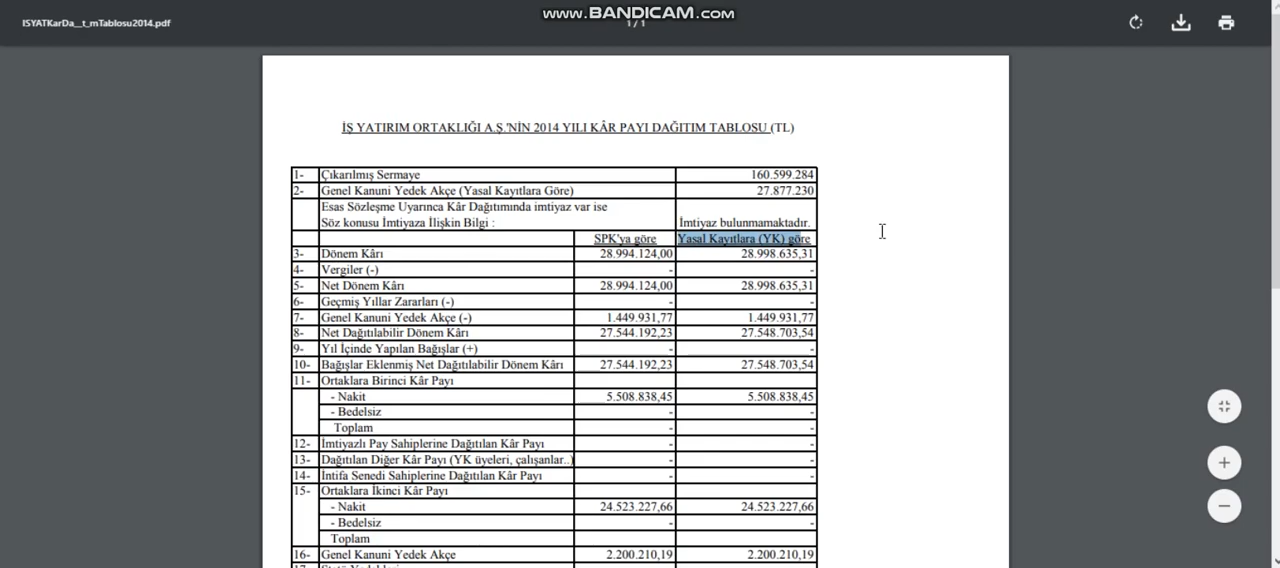 ISYATKarDa__t_mTablosu2014.pdf
www.BANDICAM.com
1 / 1
İŞ YATIRIM ORTAKLIĞI A.Ş.'NİN 2014 YILI KÂR PAYI DAĞITIM TABLOSU (TL)
1- Çıkarılmış Sermaye 160.599.284
2- Genel Kanuni Yedek Akçe (Yasal Kayıtlara Göre) 27.877.230
Esas Sözleşme Uyarınca Kâr Dağıtımında imtiyaz var ise
Söz konusu İmtiyaza İlişkin Bilgi : İmtiyaz bulunmamaktadır.
SPK'ya göre Yasal Kayıtlara (YK) göre
3- Dönem Kârı 28.994.124,00 28.998.635,31
4- Vergiler (-) - -
5- Net Dönem Kârı 28.994.124,00 28.998.635,31
6- Geçmiş Yıllar Zararları (-) - -
7- Genel Kanuni Yedek Akçe (-) 1.449.931,77 1.449.931,77
8- Net Dağıtılabilir Dönem Kârı 27.544.192,23 27.548.703,54
9- Yıl İçinde Yapılan Bağışlar (+) - -
10- Bağışlar Eklenmiş Net Dağıtılabilir Dönem Kârı 27.544.192,23 27.548.703,54
11- Ortaklara Birinci Kâr Payı
- Nakit 5.508.838,45 5.508.838,45
- Bedelsiz - -
Toplam - -
12- İmtiyazlı Pay Sahiplerine Dağıtılan Kâr Payı - -
13- Dağıtılan Diğer Kâr Payı (YK üyeleri, çalışanlar..) - -
14- İntifa Senedi Sahiplerine Dağıtılan Kâr Payı - -
15- Ortaklara İkinci Kâr Payı
- Nakit 24.523.227,66 24.523.227,66
- Bedelsiz - -
Toplam
16- Genel Kanuni Yedek Akçe 2.200.210,19 2.200.210,19